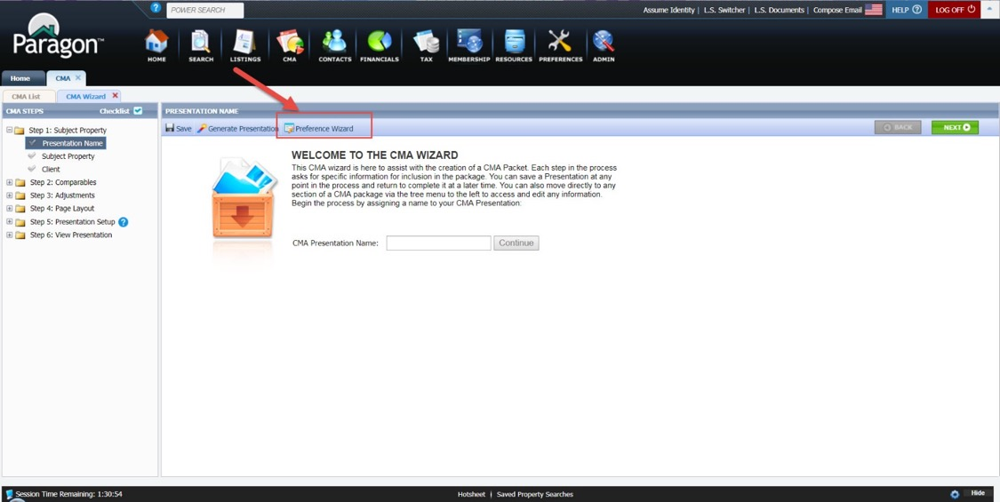 POWER SEARCH
Assume Identity | L.S. Switcher | L.S. Documents | Compose Email HELP LOG OFF
Paragon™
HOME SEARCH LISTINGS CMA CONTACTS FINANCIALS TAX MEMBERSHIP RESOURCES PREFERENCES ADMIN
Home CMA
CMA List CMA Wizard
CMA STEPS Checklist
PRESENTATION NAME
Save Generate Presentation Preference Wizard
BACK NEXT
Step 1: Subject Property
Presentation Name
Subject Property
Client
Step 2: Comparables
Step 3: Adjustments
Step 4: Page Layout
Step 5: Presentation Setup
Step 6: View Presentation
WELCOME TO THE CMA WIZARD
This CMA wizard is here to assist with the creation of a CMA Packet. Each step in the process
asks for specific information for inclusion in the package. You can save a Presentation at any
point in the process and return to complete it at a later time. You can also move directly to any
section of a CMA package via the tree menu to the left to access and edit any information.
Begin the process by assigning a name to your CMA Presentation:
CMA Presentation Name: Continue
Session Time Remaining: 1:30:54
Hotsheet | Saved Property Searches
Hide